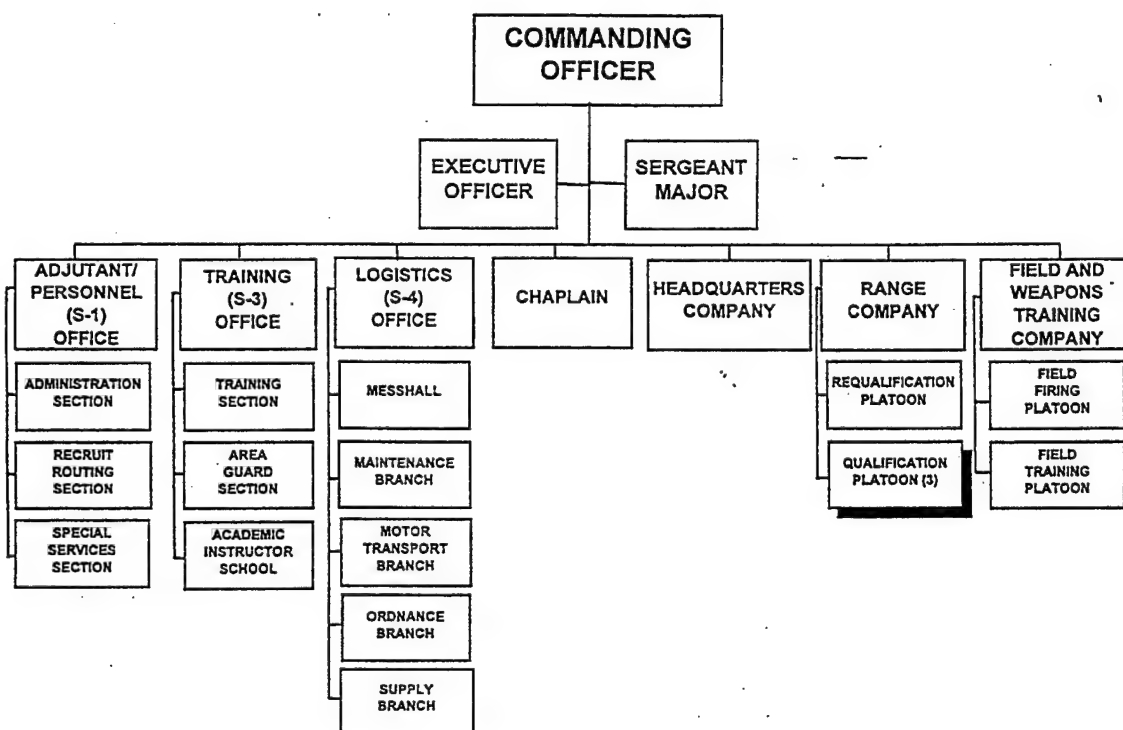 COMMANDING
OFFICER
EXECUTIVE
OFFICER
SERGEANT
MAJOR
ADJUTANT/
PERSONNEL
(S-1)
OFFICE
TRAINING
(S-3)
OFFICE
LOGISTICS
(S-4)
OFFICE
CHAPLAIN
HEADQUARTERS
COMPANY
RANGE
COMPANY
FIELD AND
WEAPONS
TRAINING
COMPANY
ADMINISTRATION
SECTION
RECRUIT
ROUTING
SECTION
SPECIAL
SERVICES
SECTION
TRAINING
SECTION
AREA
GUARD
SECTION
ACADEMIC
INSTRUCTOR
SCHOOL
MESSHALL
MAINTENANCE
BRANCH
MOTOR
TRANSPORT
BRANCH
ORDNANCE
BRANCH
SUPPLY
BRANCH
REQUALIFICATION
PLATOON
QUALIFICATION
PLATOON (3)
FIELD
FIRING
PLATOON
FIELD
TRAINING
PLATOON